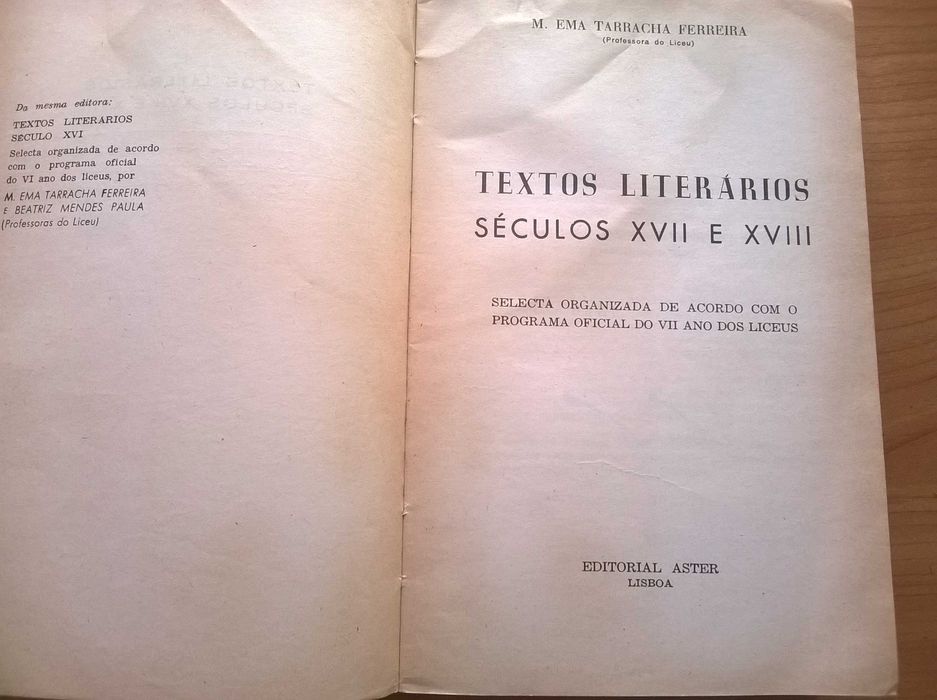 Da mesma editora:
TEXTOS LITERARIOS
SÉCULO XVI
Selecta organizada de acordo
com o programa oficial
do VI ano dos liceus, por
M. EMA TARRACHA FERREIRA
E BEATRIZ MENDES PAULA
(Professoras do Liceu)
M. EMA TARRACHA FERREIRA
(Professora do Liceu)
TEXTOS LITERÁRIOS
SÉCULOS XVII E XVIII
SELECTA ORGANIZADA DE ACORDO COM O
PROGRAMA OFICIAL DO VII ANO DOS LICEUS
EDITORIAL ASTER
LISBOA